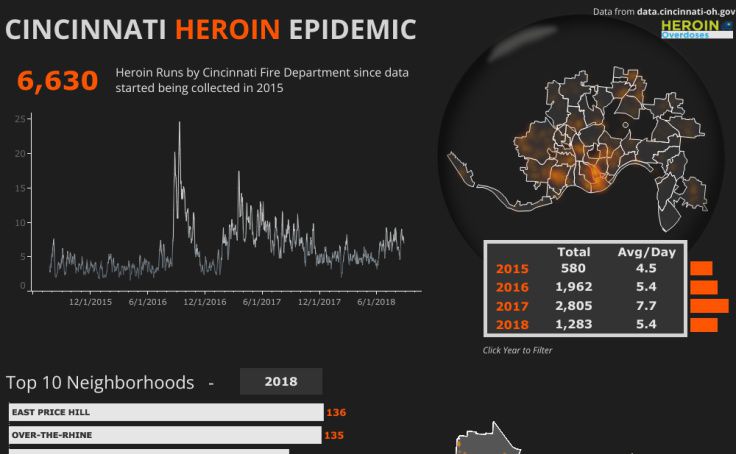 Data from data.cincinnati-oh.gov
CINCINNATI HEROIN EPIDEMIC
HEROIN
Overdoses
6,630
Heroin Runs by Cincinnati Fire Department since data
started being collected in 2015
25
20
15
10
5
0
12/1/2015 6/1/2016 12/1/2016 6/1/2017 12/1/2017 6/1/2018
Total Avg/Day
2015 580 4.5
2016 1,962 5.4
2017 2,805 7.7
2018 1,283 5.4
Click Year to Filter
Top 10 Neighborhoods - 2018
EAST PRICE HILL 136
OVER-THE-RHINE 135